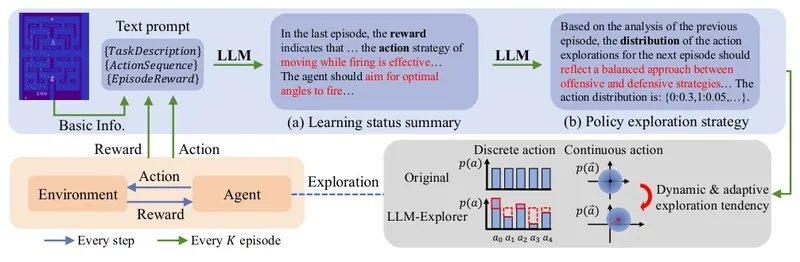 Text prompt
{TaskDescription}
{ActionSequence}
{EpisodeReward}
Basic Info.
LLM
In the last episode, the reward
indicates that … the action strategy of
moving while firing is effective…
The agent should aim for optimal
angles to fire…
(a) Learning status summary
LLM
Based on the analysis of the previous
episode, the distribution of the action
explorations for the next episode should
reflect a balanced approach between
offensive and defensive strategies… The
action distribution is: {0:0.3,1:0.05,…}.
(b) Policy exploration strategy
Reward
Action
Environment
Action
Reward
Agent
Every step
Every K episode
Exploration
Discrete action
Continuous action
Original
p(a)
p(a⃗)
LLM-Explorer
p(a)
a0 a1 a2 a3 a4
p(a⃗)
Dynamic & adaptive
exploration tendency